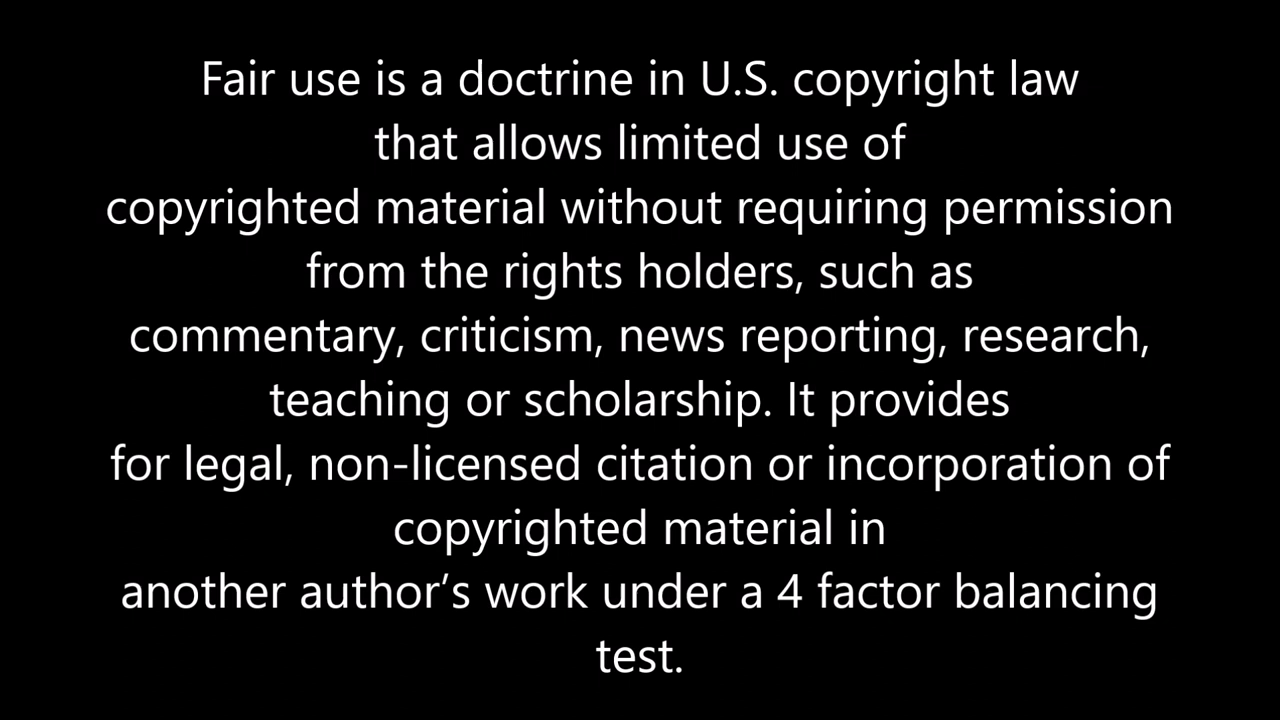 Fair use is a doctrine in U.S. copyright law
that allows limited use of
copyrighted material without requiring permission
from the rights holders, such as
commentary, criticism, news reporting, research,
teaching or scholarship. It provides
for legal, non-licensed citation or incorporation of
copyrighted material in
another author’s work under a 4 factor balancing
test.